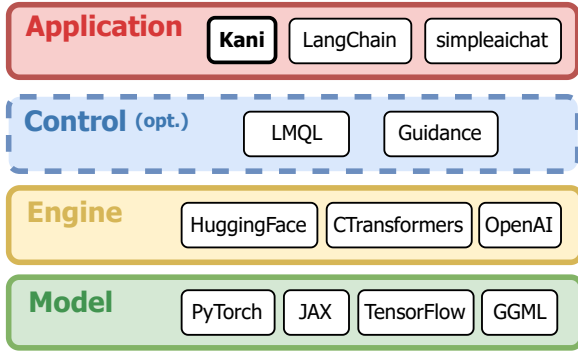 Application Kani LangChain simpleaichat
Control (opt.) LMQL Guidance
Engine HuggingFace CTransformers OpenAI
Model PyTorch JAX TensorFlow GGML